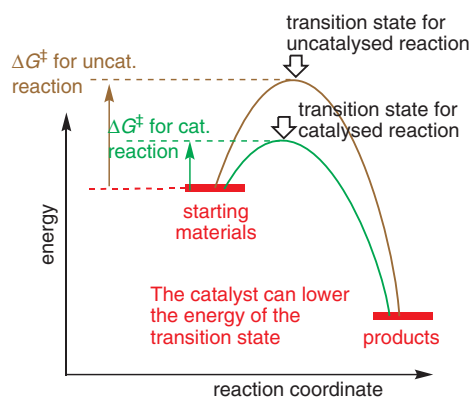 transition state for
uncatalysed reaction
ΔG‡ for uncat.
reaction
transition state for
catalysed reaction
ΔG‡ for cat.
reaction
starting
materials
energy
The catalyst can lower
the energy of the
transition state
products
reaction coordinate